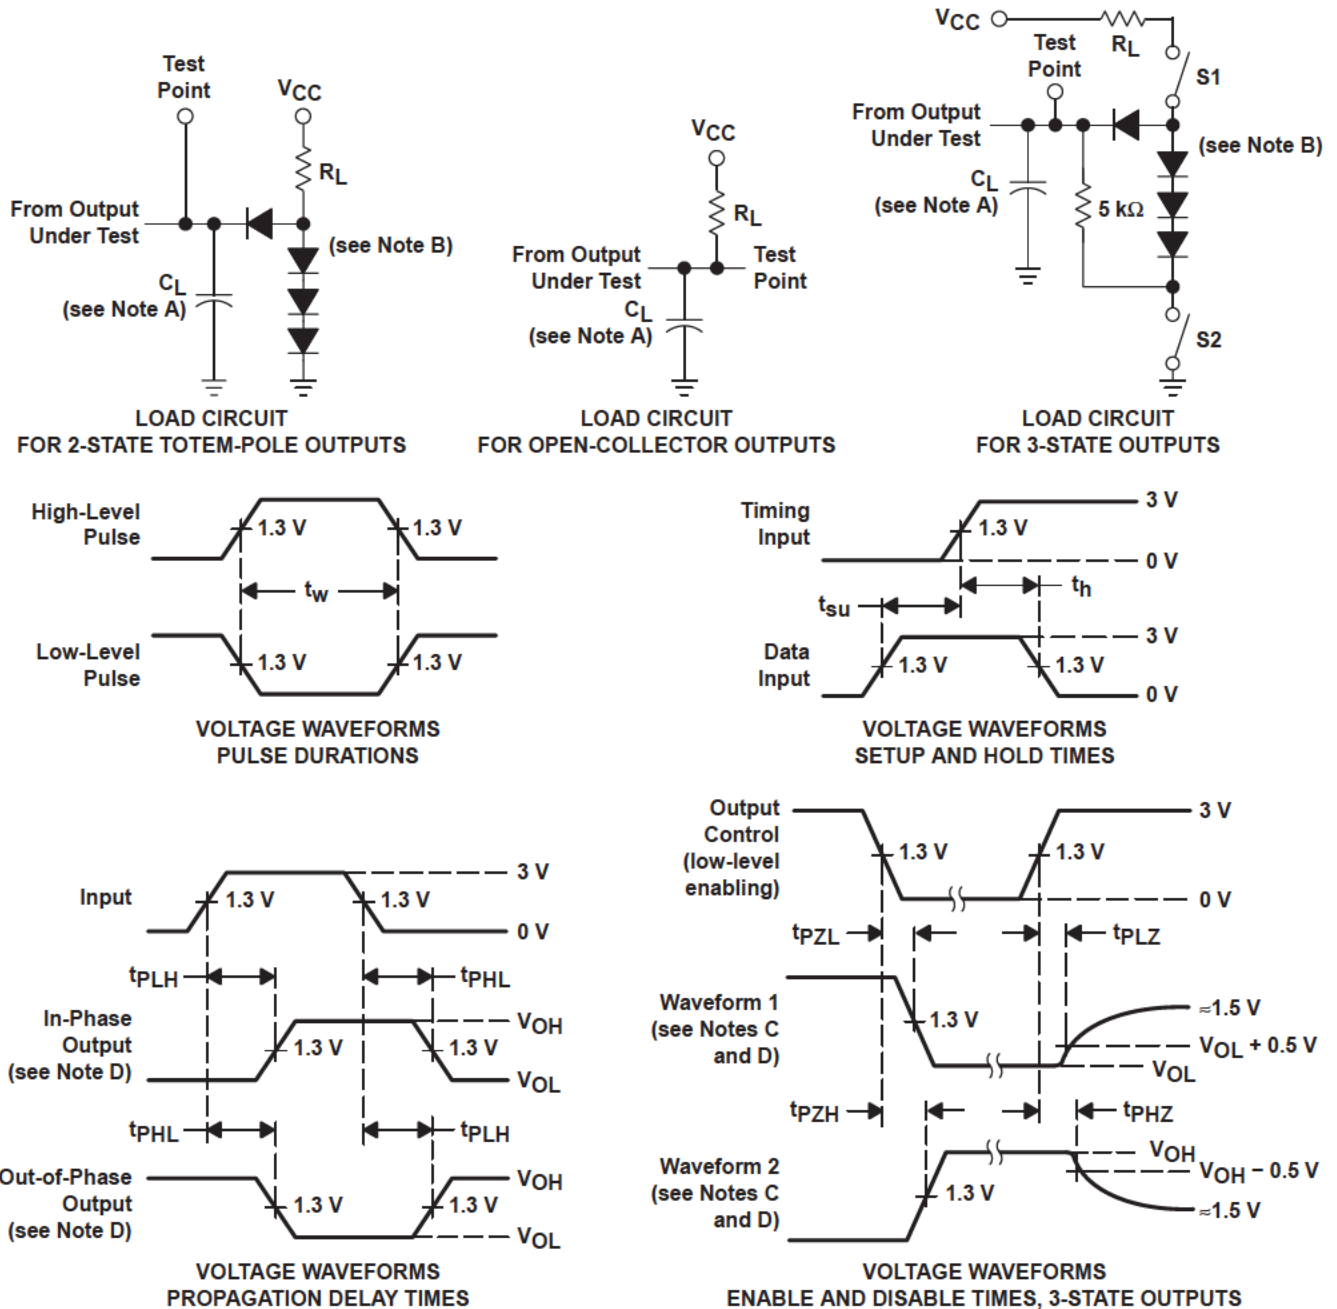 Test
Point
VCC
RL
From Output
Under Test
(see Note B)
CL
(see Note A)
LOAD CIRCUIT
FOR 2-STATE TOTEM-POLE OUTPUTS
VCC
RL
From Output
Under Test
Test
Point
CL
(see Note A)
LOAD CIRCUIT
FOR OPEN-COLLECTOR OUTPUTS
VCC
RL
Test
Point
S1
From Output
Under Test
(see Note B)
CL
(see Note A)
5 kΩ
S2
LOAD CIRCUIT
FOR 3-STATE OUTPUTS
High-Level
Pulse
1.3 V
1.3 V
tw
Low-Level
Pulse
1.3 V
1.3 V
VOLTAGE WAVEFORMS
PULSE DURATIONS
Timing
Input
1.3 V
3 V
0 V
tsu
th
Data
Input
1.3 V
1.3 V
3 V
0 V
VOLTAGE WAVEFORMS
SETUP AND HOLD TIMES
Input
1.3 V
1.3 V
3 V
0 V
tPLH
tPHL
In-Phase
Output
(see Note D)
1.3 V
1.3 V
VOH
VOL
tPHL
tPLH
Out-of-Phase
Output
(see Note D)
1.3 V
1.3 V
VOH
VOL
VOLTAGE WAVEFORMS
PROPAGATION DELAY TIMES
Output
Control
(low-level
enabling)
1.3 V
1.3 V
3 V
0 V
tPZL
tPLZ
Waveform 1
(see Notes C
and D)
1.3 V
≈1.5 V
VOL + 0.5 V
VOL
tPZH
tPHZ
Waveform 2
(see Notes C
and D)
1.3 V
VOH
VOH − 0.5 V
≈1.5 V
VOLTAGE WAVEFORMS
ENABLE AND DISABLE TIMES, 3-STATE OUTPUTS